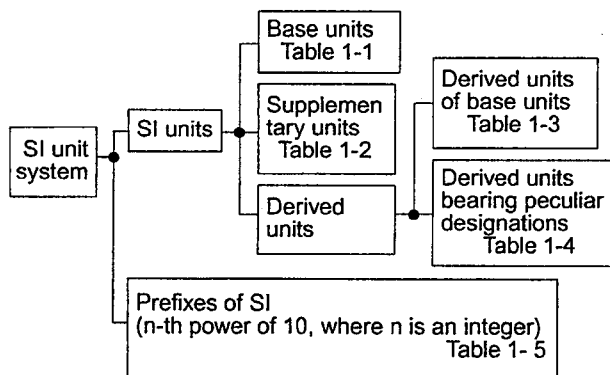 SI unit
system
SI units
Base units
Table 1-1
Supplemen
tary units
Table 1-2
Derived
units
Derived units
of base units
Table 1-3
Derived units
bearing peculiar
designations
Table 1-4
Prefixes of SI
(n-th power of 10, where n is an integer)
Table 1- 5